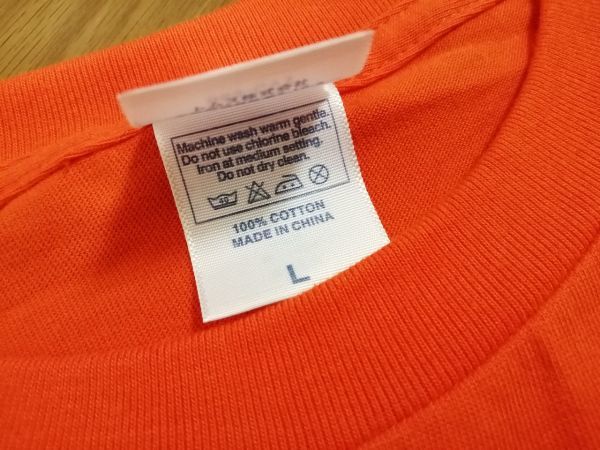 Machine wash warm gentle.
Do not use chlorine bleach.
Iron at medium setting.
Do not dry clean.
40
100% COTTON
MADE IN CHINA
L